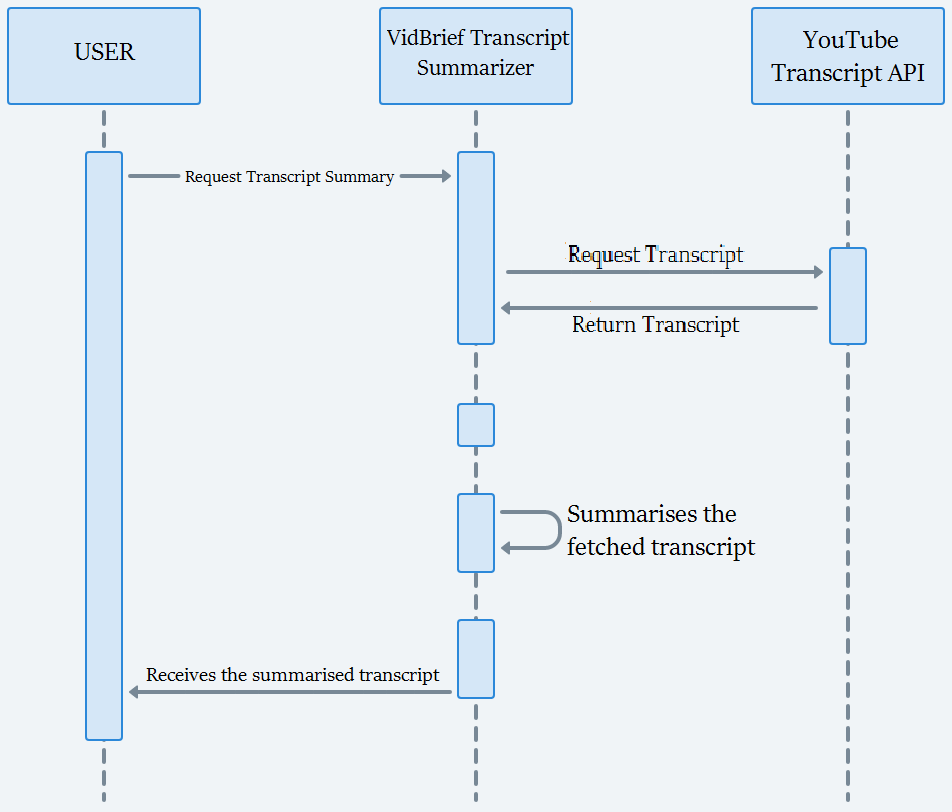 USER
VidBrief Transcript
Summarizer
YouTube
Transcript API
Request Transcript Summary
Request Transcript
Return Transcript
Summarises the
fetched transcript
Receives the summarised transcript